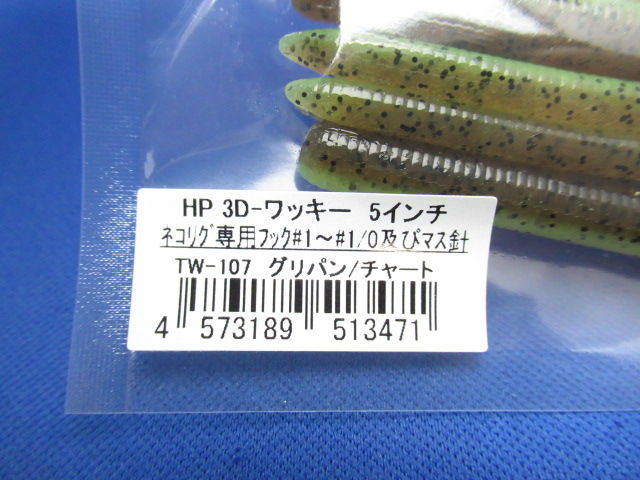 HP 3D-ワッキー 5インチ
ネコリグ専用フック#1〜#1/0及びマス針
TW-107 グリパン/チャート
4 573189 513471